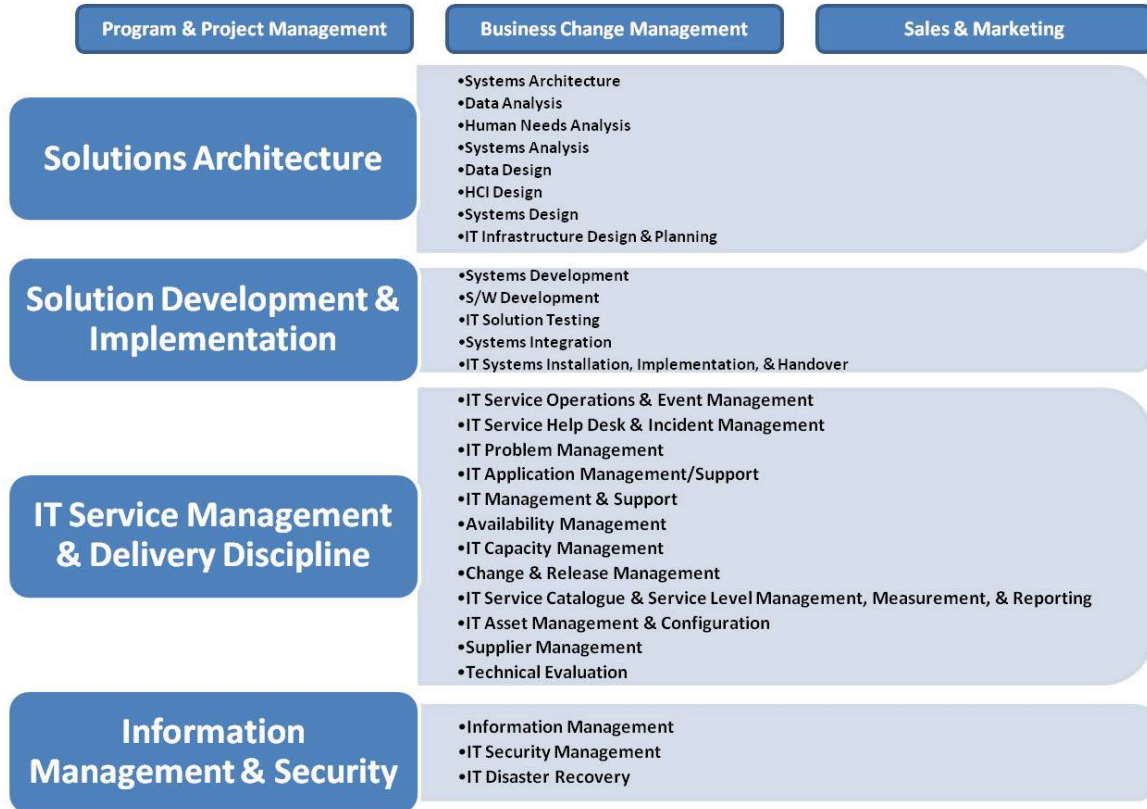 Program & Project Management
Business Change Management
Sales & Marketing
Solutions Architecture
•Systems Architecture
•Data Analysis
•Human Needs Analysis
•Systems Analysis
•Data Design
•HCI Design
•Systems Design
•IT Infrastructure Design & Planning
Solution Development &
Implementation
•Systems Development
•S/W Development
•IT Solution Testing
•Systems Integration
•IT Systems Installation, Implementation, & Handover
IT Service Management
& Delivery Discipline
•IT Service Operations & Event Management
•IT Service Help Desk & Incident Management
•IT Problem Management
•IT Application Management/Support
•IT Management & Support
•Availability Management
•IT Capacity Management
•Change & Release Management
•IT Service Catalogue & Service Level Management, Measurement, & Reporting
•IT Asset Management & Configuration
•Supplier Management
•Technical Evaluation
Information
Management & Security
•Information Management
•IT Security Management
•IT Disaster Recovery